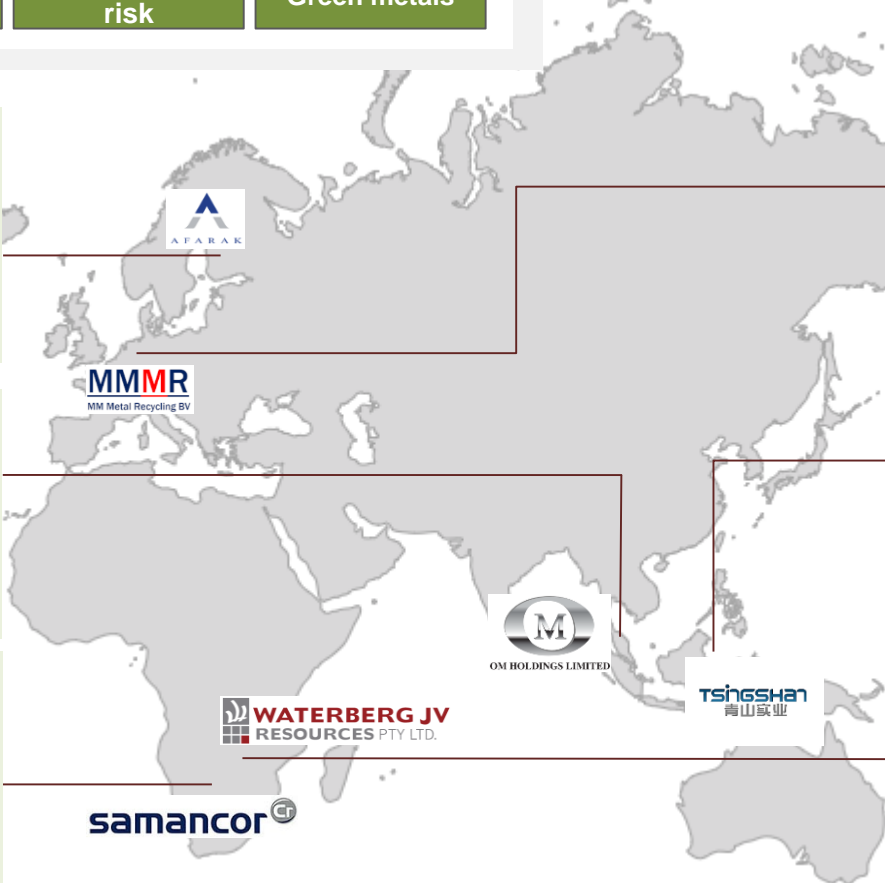 risk
Green metals
AFARAK
MMMR
MM Metal Recycling BV
M
OM HOLDINGS LIMITED
TSINGSHAN
青山实业
WATERBERG JV
RESOURCES PTY LTD.
samancor Cr